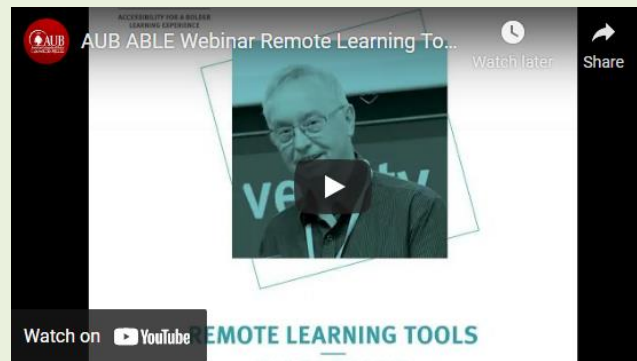 ACCESSIBILITY FOR A BOLDER
LEARNING EXPERIENCE
AUB
AUB ABLE Webinar Remote Learning To...
Watch later
Share
Watch on YouTube
REMOTE LEARNING TOOLS